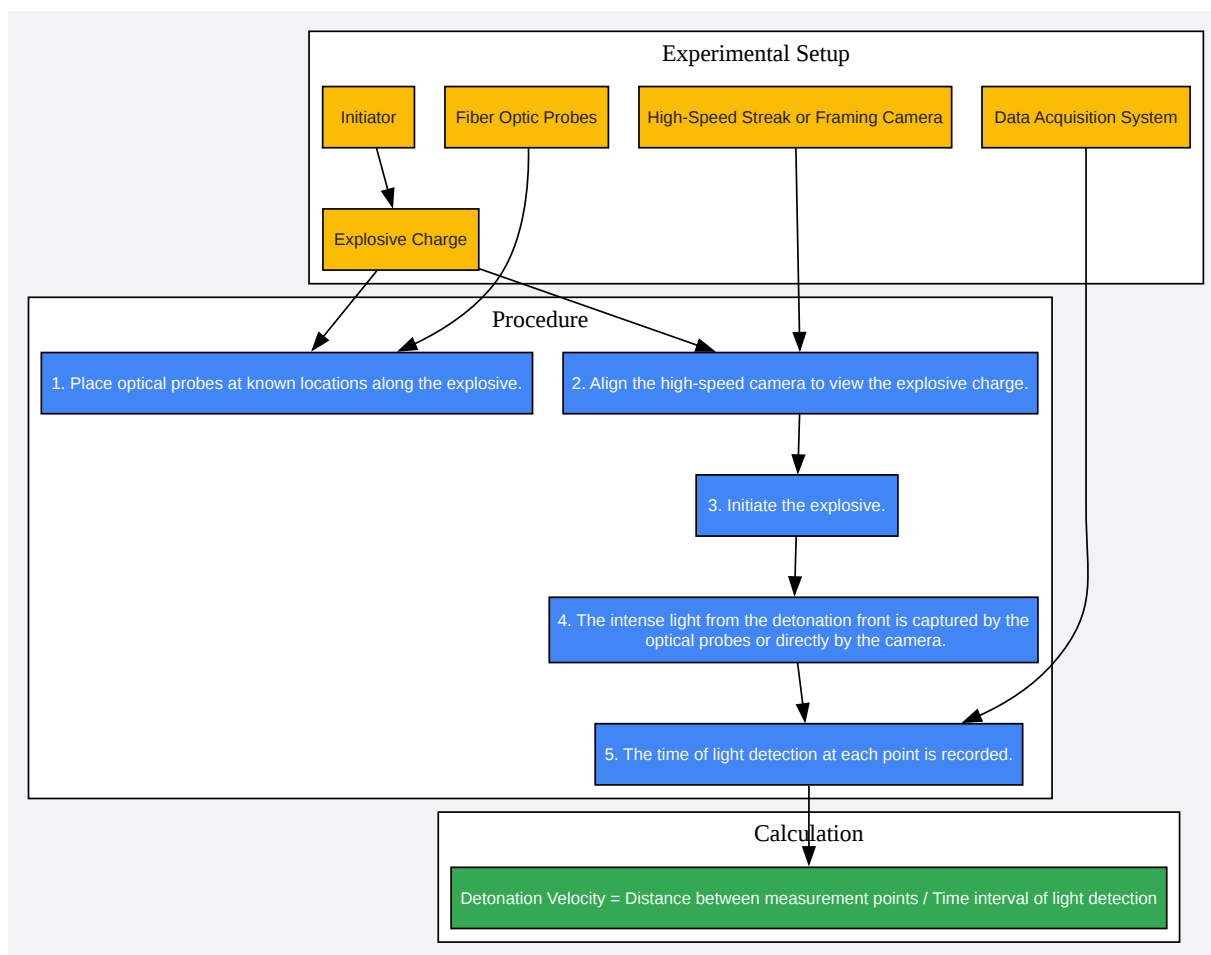 Experimental Setup
Initiator
Fiber Optic Probes
High-Speed Streak or Framing Camera
Data Acquisition System
Explosive Charge
Procedure
1. Place optical probes at known locations along the explosive.
2. Align the high-speed camera to view the explosive charge.
3. Initiate the explosive.
4. The intense light from the detonation front is captured by the
optical probes or directly by the camera.
5. The time of light detection at each point is recorded.
Calculation
Detonation Velocity = Distance between measurement points / Time interval of light detection